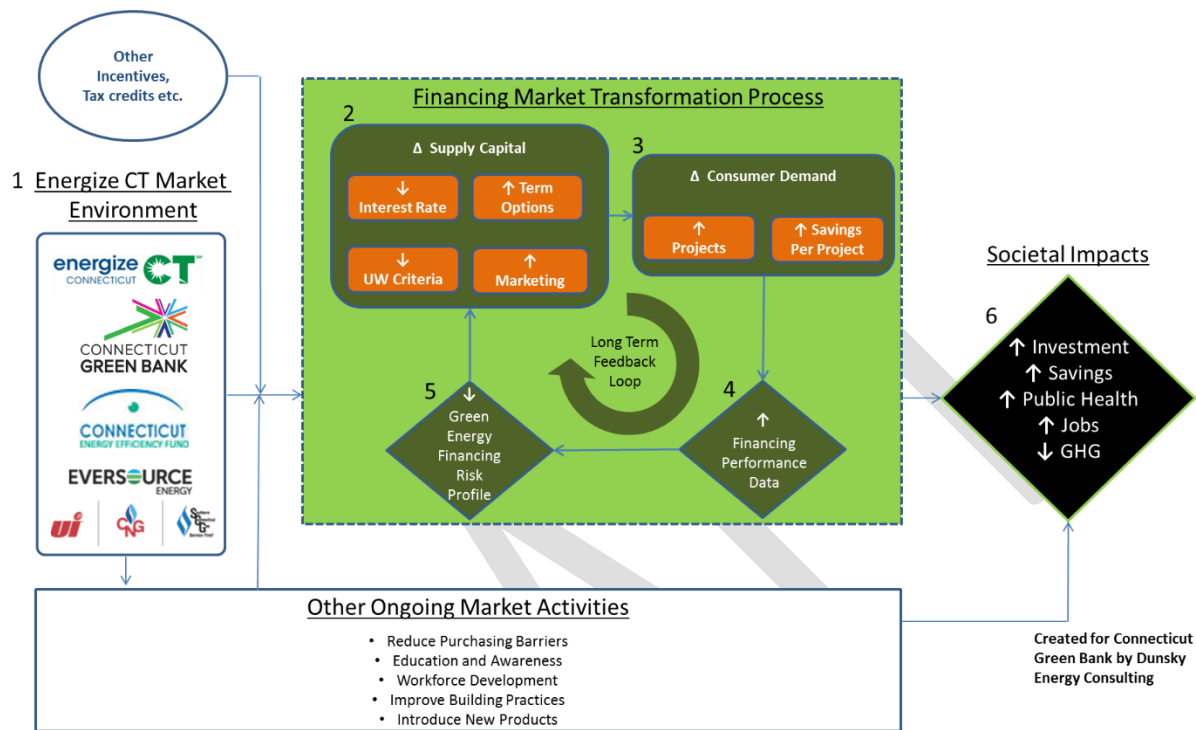 Other
Incentives,
Tax credits etc.
1 Energize CT Market
Environment
energize CT
CONNECTICUT
CONNECTICUT
GREEN BANK
CONNECTICUT
ENERGY EFFICIENCY FUND
EVERSOURCE
ENERGY
ui
CNG
Financing Market Transformation Process
2
Δ Supply Capital
↓
Interest Rate
↑ Term
Options
↓
UW Criteria
↑
Marketing
3
Δ Consumer Demand
↑
Projects
↑ Savings
Per Project
Long Term
Feedback
Loop
4
↑
Financing
Performance
Data
5
↓
Green
Energy
Financing
Risk
Profile
Societal Impacts
6
↑ Investment
↑ Savings
↑ Public Health
↑ Jobs
↓ GHG
Other Ongoing Market Activities
• Reduce Purchasing Barriers
• Education and Awareness
• Workforce Development
• Improve Building Practices
• Introduce New Products
Created for Connecticut
Green Bank by Dunsky
Energy Consulting